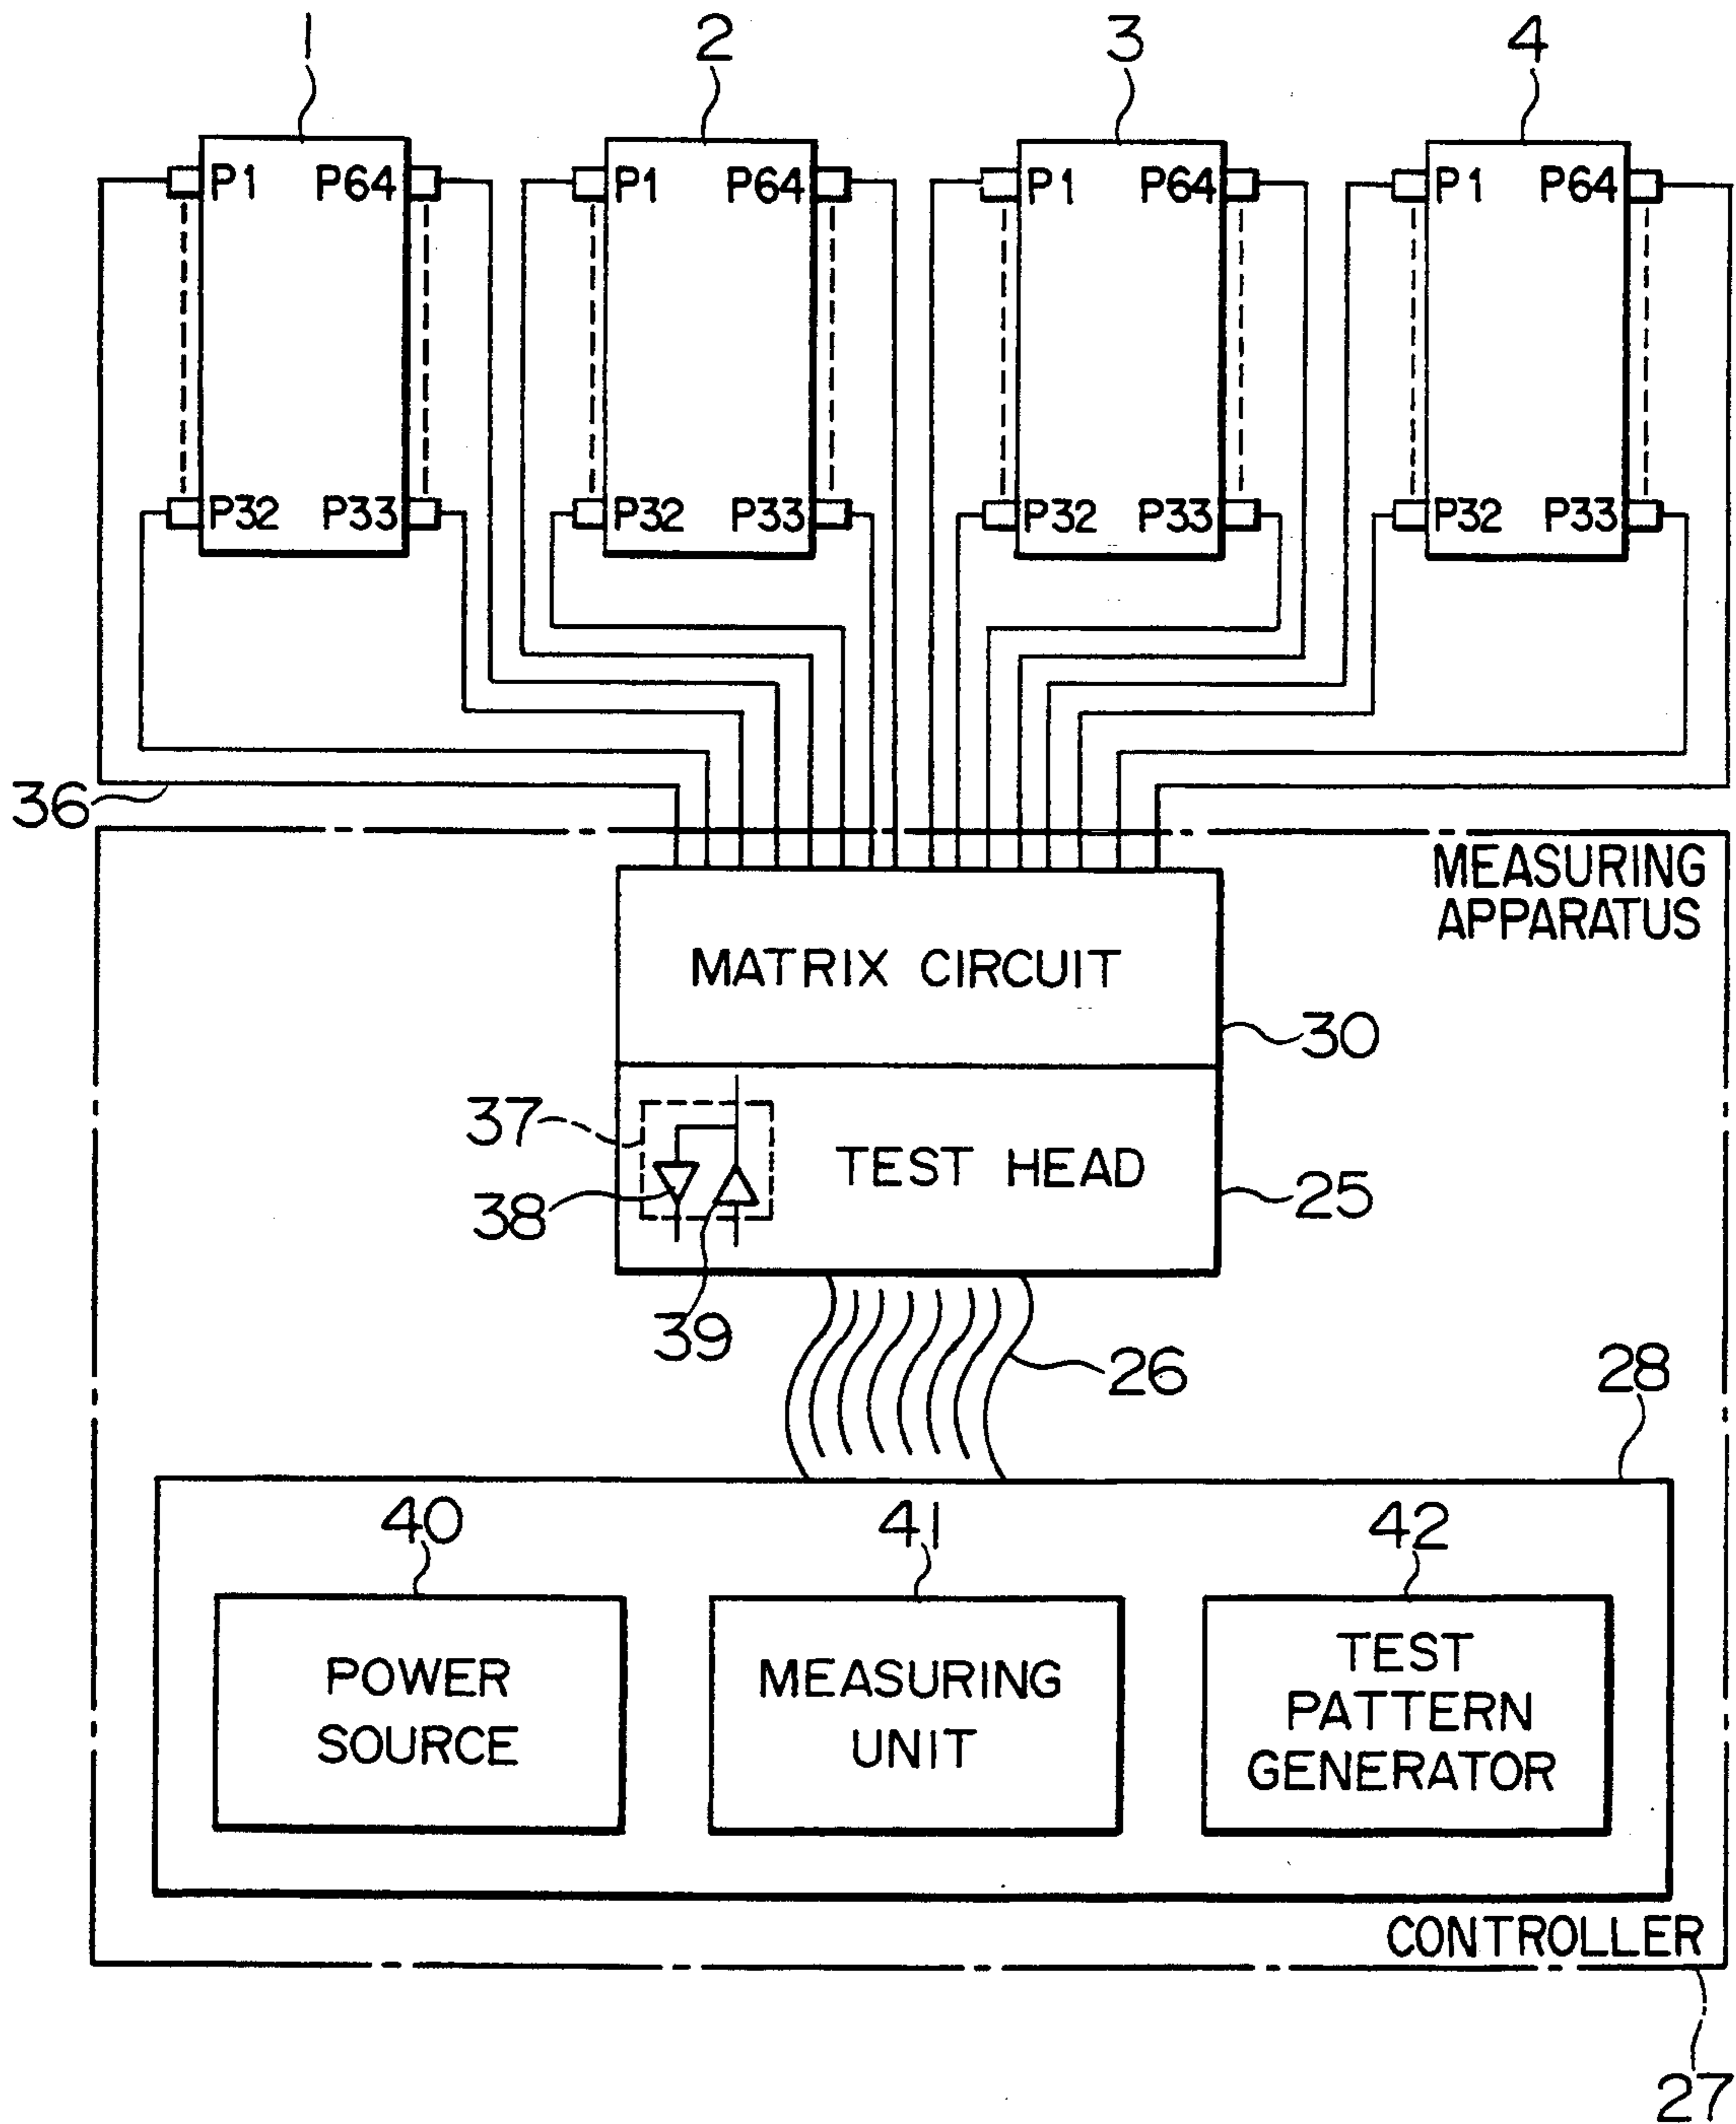 1 2 3 4
P1 P64 P1 P64 P1 P64 P1 P64
P32 P33 P32 P33 P32 P33 P32 P33
36
MEASURING
APPARATUS
MATRIX CIRCUIT
30
37
TEST HEAD
38
25
39
26
28
40 41 42
POWER
SOURCE
MEASURING
UNIT
TEST
PATTERN
GENERATOR
CONTROLLER
27